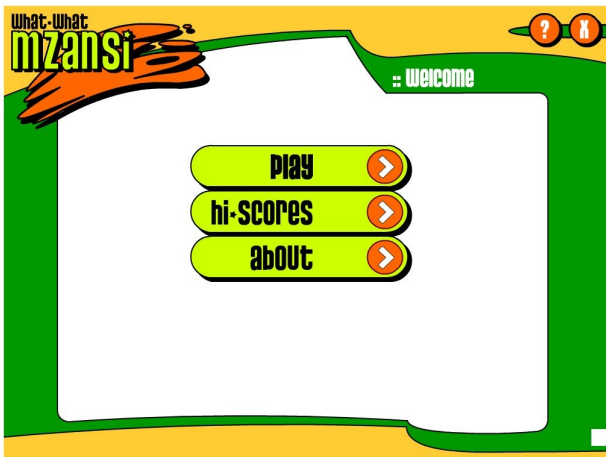 What-What
mzansi
? X
:: welcome
play
hi-scores
about